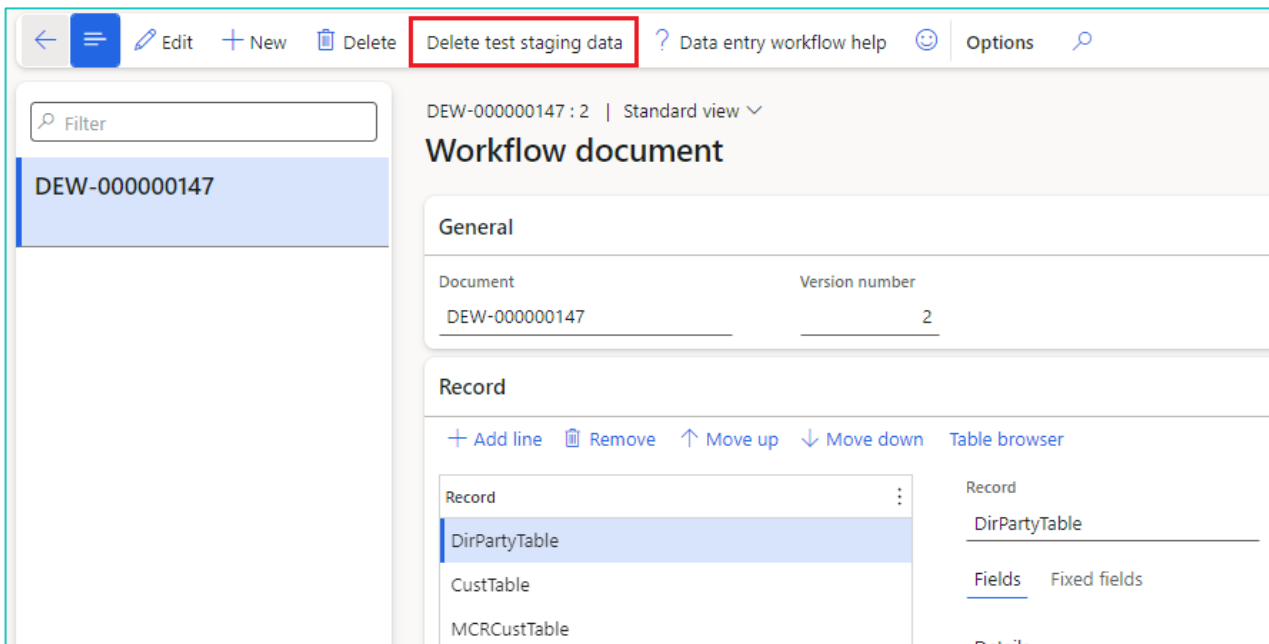 Edit New Delete Delete test staging data ? Data entry workflow help Options
Filter
DEW-000000147
DEW-000000147 : 2 | Standard view
Workflow document
General
Document Version number
DEW-000000147 2
Record
Add line Remove Move up Move down Table browser
Record
DirPartyTable
CustTable
MCRCustTable
Record
DirPartyTable
Fields Fixed fields